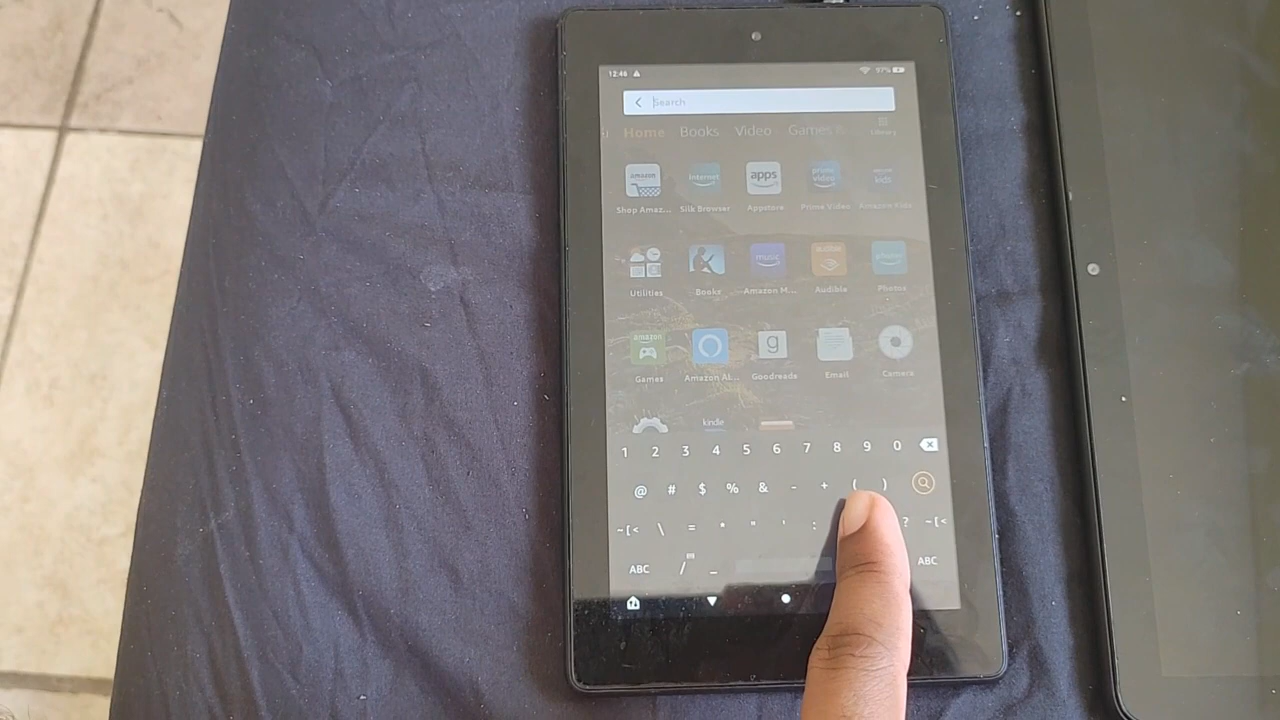 12:46 97%
Search
Home Books Video Games
Library
amazon Internet apps prime video amazon kids
Shop Amaz... Silk Browser Appstore Prime Video Amazon Kids
music audible
Utilities Books Amazon M... Audible Photos
amazon g
Games Amazon Al... Goodreads Email Camera
kindle
1 2 3 4 5 6 7 8 9 0
@ # $ % & - + ( )
~[< \ = * " ' : ? ~[<
ABC / _ ABC